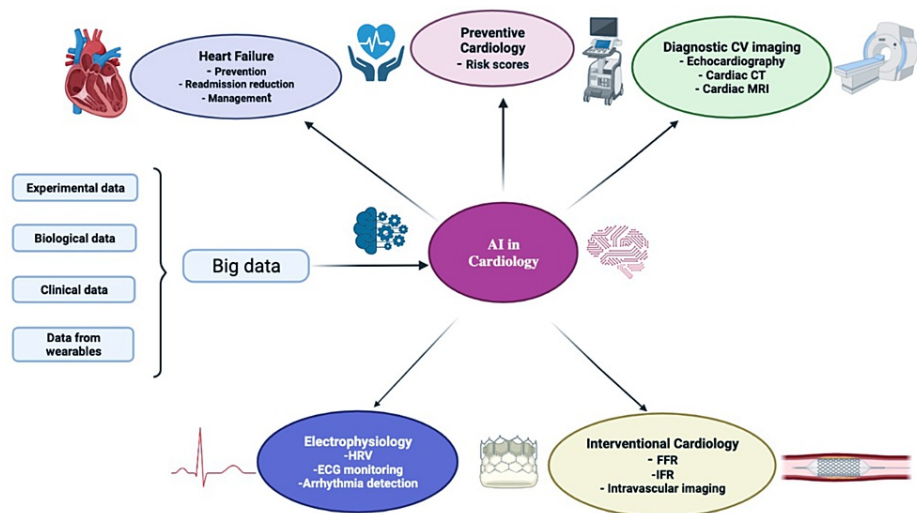 Heart Failure
- Prevention
- Readmission reduction
- Management
Preventive
Cardiology
- Risk scores
Diagnostic CV imaging
- Echocardiography
- Cardiac CT
- Cardiac MRI
Experimental data
Biological data
Clinical data
Data from
wearables
Big data
AI in
Cardiology
Electrophysiology
-HRV
-ECG monitoring
-Arrhythmia detection
Interventional Cardiology
- FFR
-IFR
- Intravascular imaging